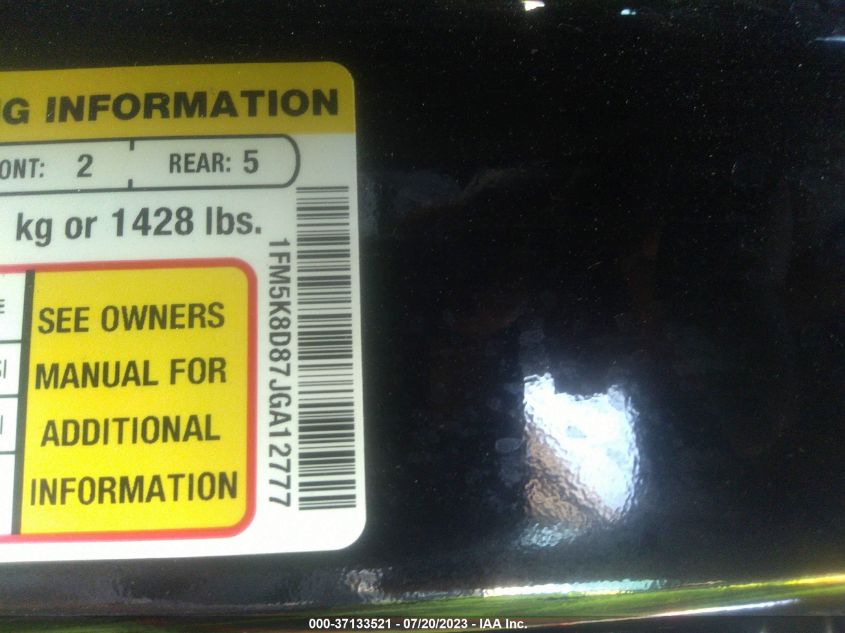 G INFORMATION
ONT: 2 REAR: 5
kg or 1428 lbs.
1FM5K8D87JGA12777
E
SI
I
SEE OWNERS
MANUAL FOR
ADDITIONAL
INFORMATION
000-37133521 - 07/20/2023 - IAA Inc.